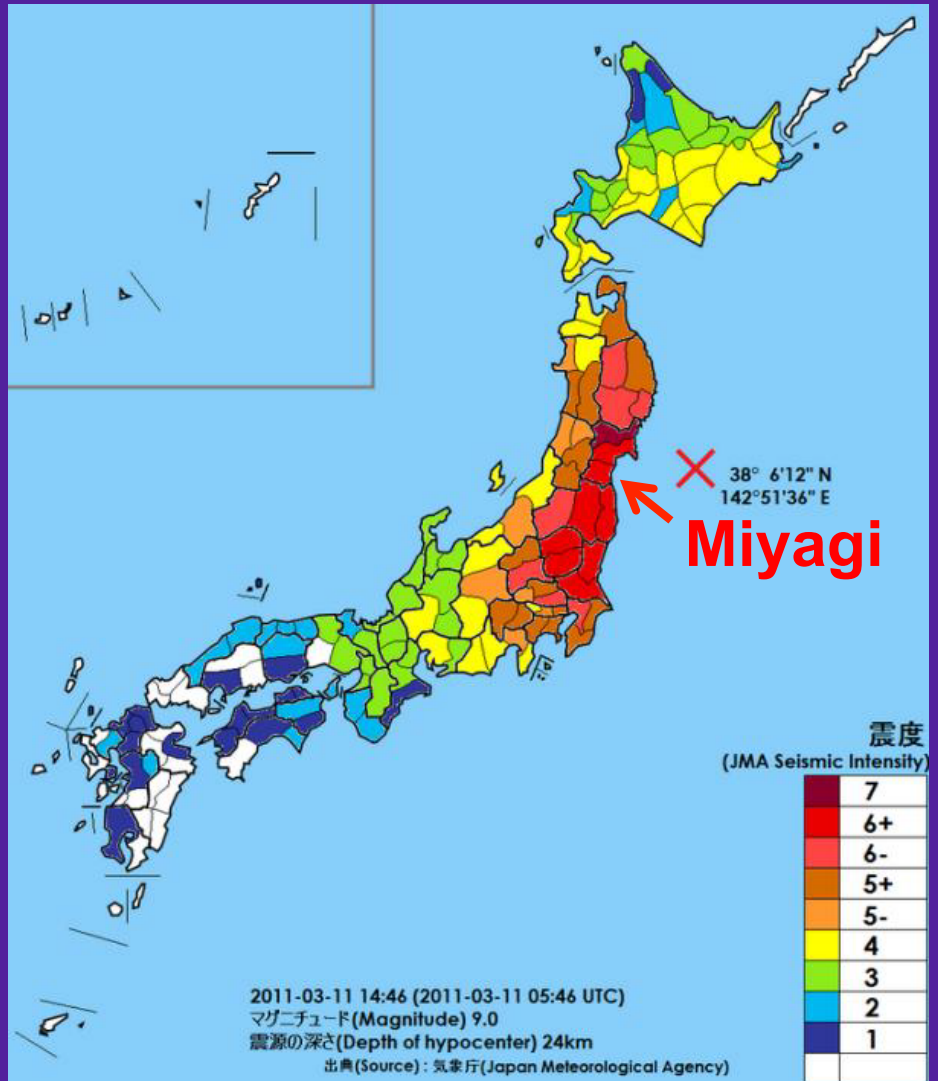 38° 6'12" N
142°51'36" E
Miyagi
震度
(JMA Seismic Intensity)
7
6+
6-
5+
5-
4
3
2
1
2011-03-11 14:46 (2011-03-11 05:46 UTC)
マグニチュード(Magnitude) 9.0
震源の深さ(Depth of hypocenter) 24km
出典(Source) : 気象庁(Japan Meteorological Agency)